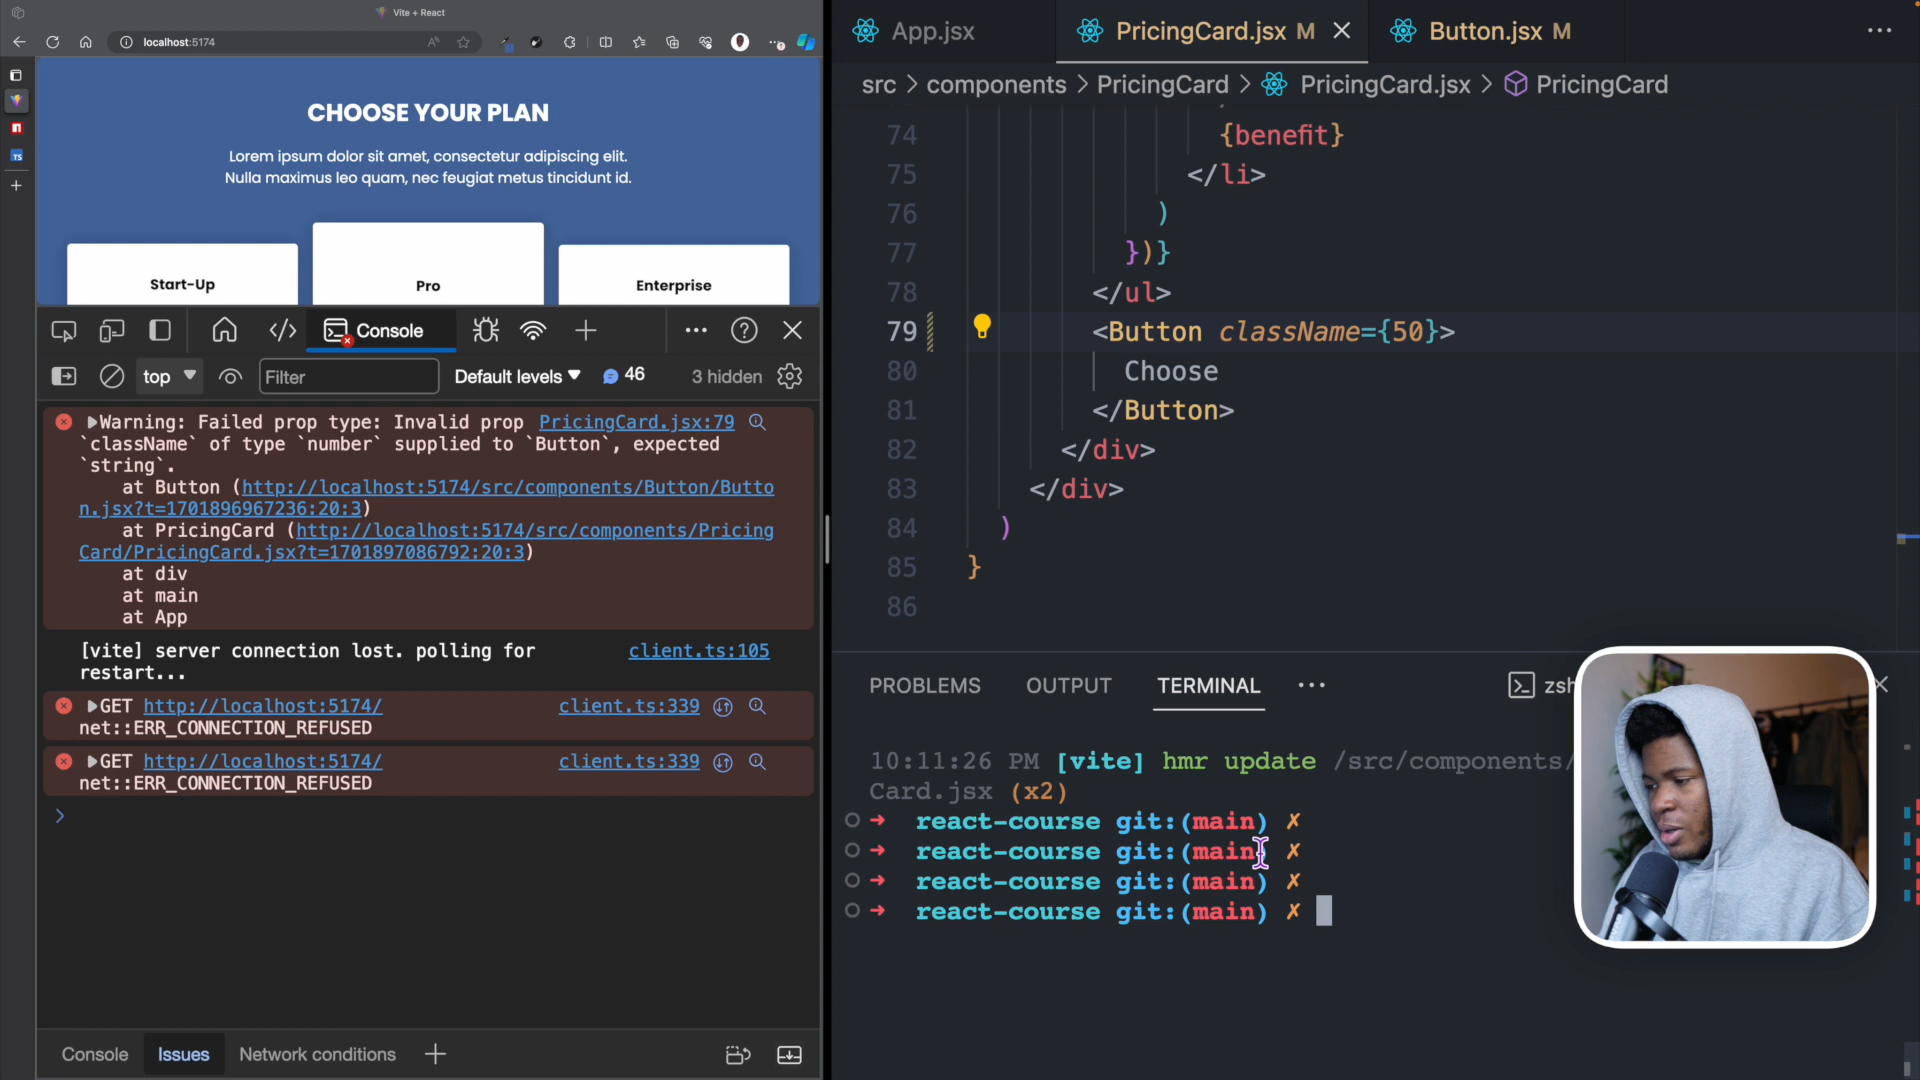 Vite + React
localhost:5174
CHOOSE YOUR PLAN
Lorem ipsum dolor sit amet, consectetur adipiscing elit.
Nulla maximus leo quam, nec feugiat metus tincidunt id.
Start-Up
Pro
Enterprise
Console
top
Filter
Default levels
46
3 hidden
Warning: Failed prop type: Invalid prop PricingCard.jsx:79
`className` of type `number` supplied to `Button`, expected
`string`.
at Button (http://localhost:5174/src/components/Button/Butto
n.jsx?t=1701896967236:20:3)
at PricingCard (http://localhost:5174/src/components/Pricing
Card/PricingCard.jsx?t=1701897086792:20:3)
at div
at main
at App
[vite] server connection lost. polling for client.ts:105
restart...
GET http://localhost:5174/ client.ts:339
net::ERR_CONNECTION_REFUSED
GET http://localhost:5174/ client.ts:339
net::ERR_CONNECTION_REFUSED
>
Console
Issues
Network conditions
App.jsx
PricingCard.jsx M
Button.jsx M
src > components > PricingCard > PricingCard.jsx > PricingCard
74 {benefit}
75 </li>
76 )
77 })}
78 </ul>
79 <Button className={50}>
80 Choose
81 </Button>
82 </div>
83 </div>
84 )
85 }
86
PROBLEMS
OUTPUT
TERMINAL
zsh
10:11:26 PM [vite] hmr update /src/components/
Card.jsx (x2)
→ react-course git:(main) ✗
→ react-course git:(main) ✗
→ react-course git:(main) ✗
→ react-course git:(main) ✗